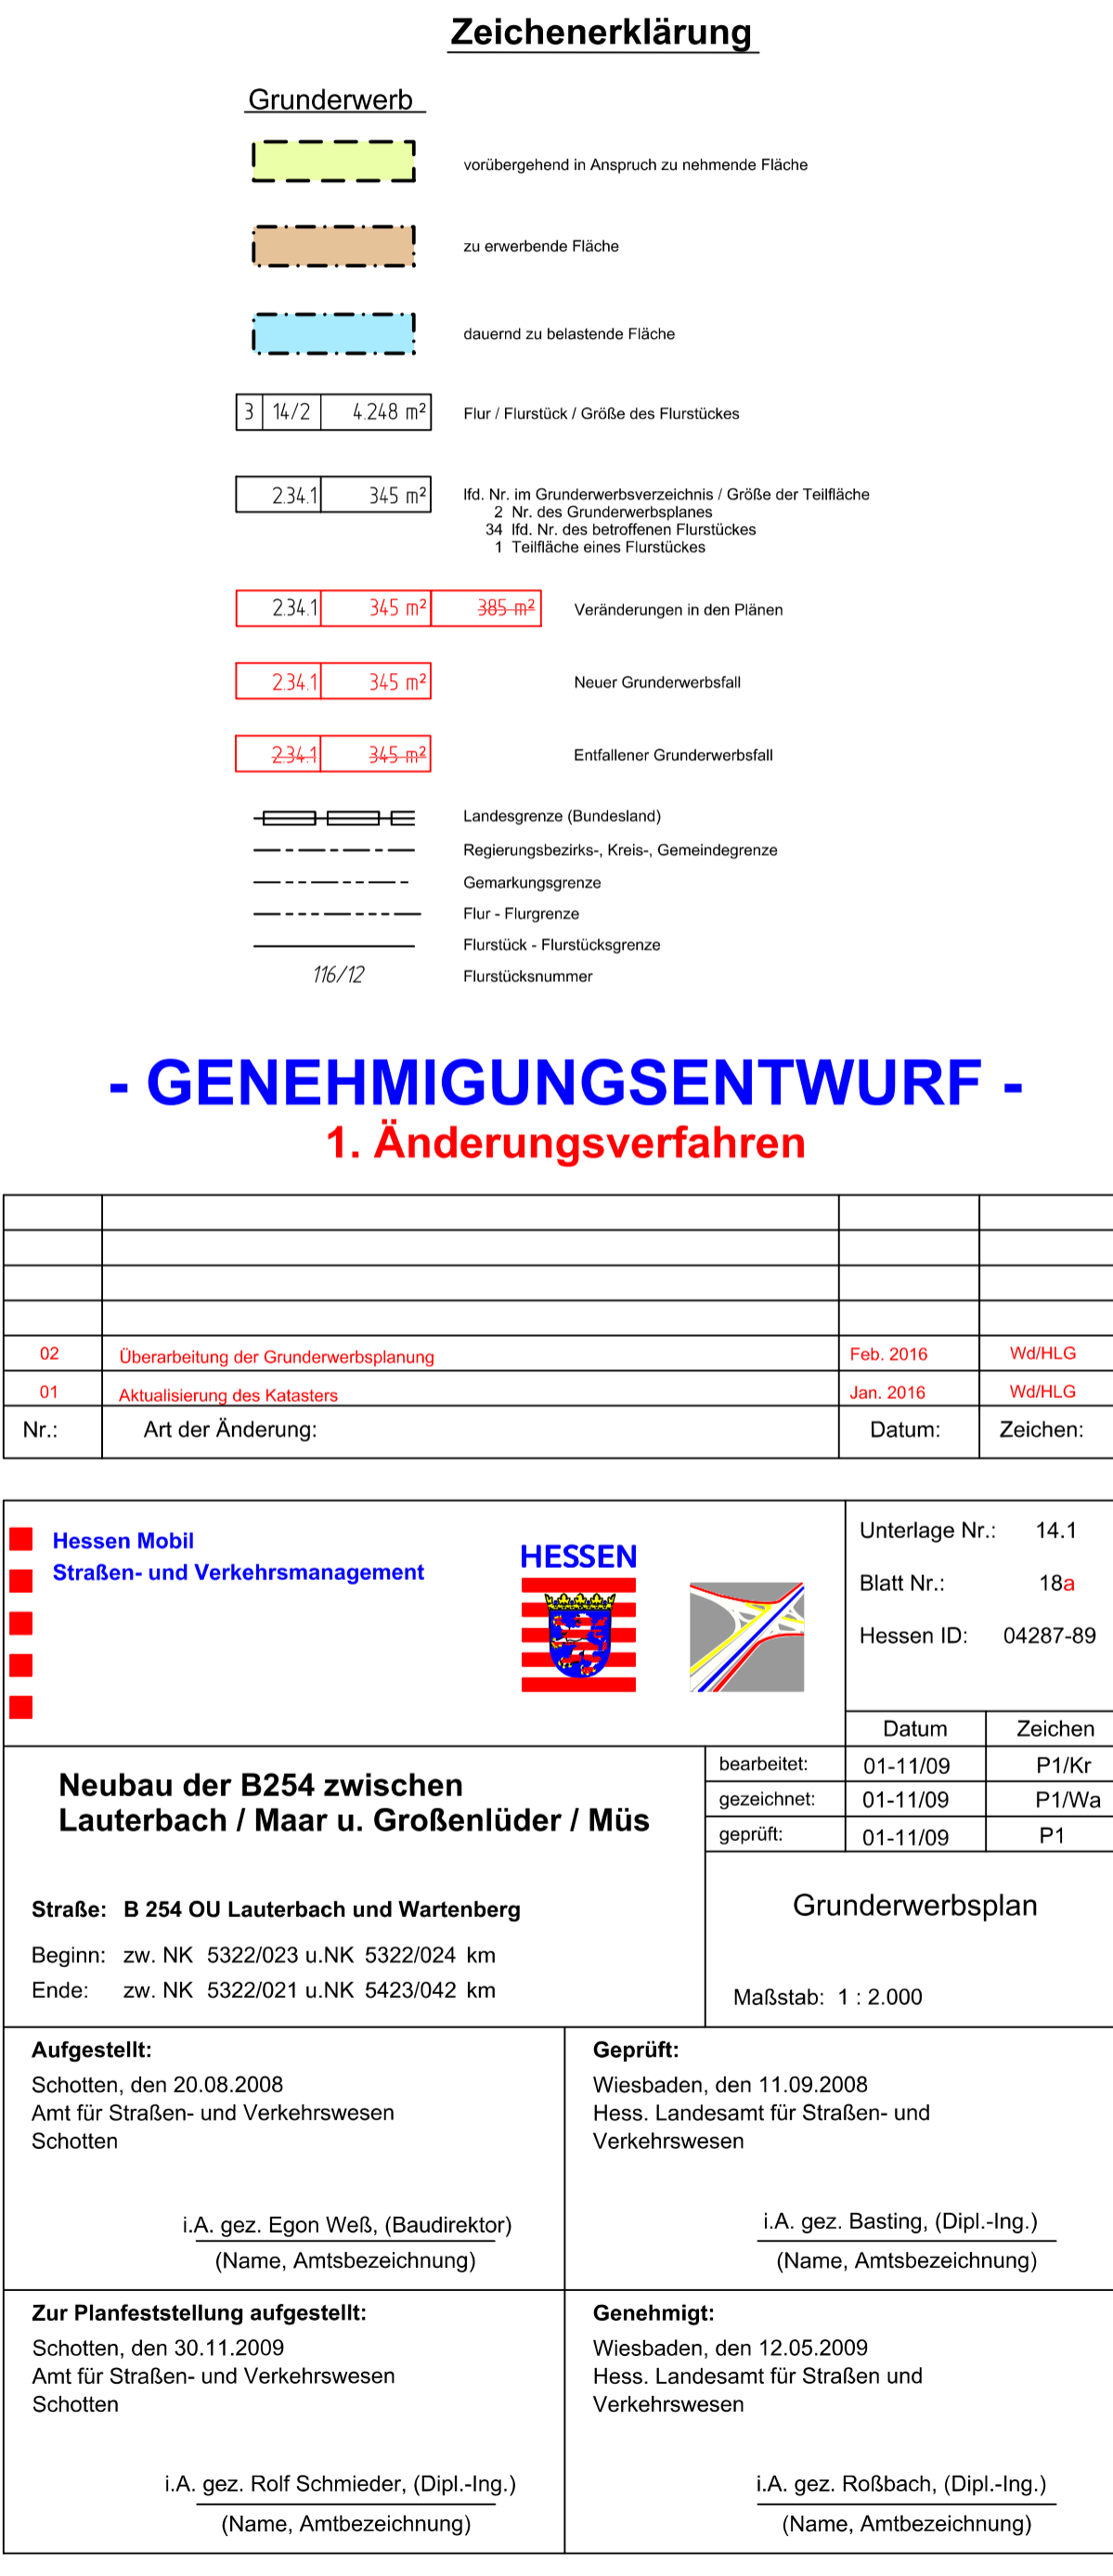 Zeichenerklärung
Grunderwerb
vorübergehend in Anspruch zu nehmende Fläche
zu erwerbende Fläche
dauernd zu belastende Fläche
3 14/2 4.248 m² Flur / Flurstück / Größe des Flurstückes
2.34.1 345 m² lfd. Nr. im Grunderwerbsverzeichnis / Größe der Teilfläche
2 Nr. des Grunderwerbsplanes
34 lfd. Nr. des betroffenen Flurstückes
1 Teilfläche eines Flurstückes
2.34.1 345 m² 385 m² Veränderungen in den Plänen
2.34.1 345 m² Neuer Grunderwerbsfall
2.34.1 345 m² Entfallener Grunderwerbsfall
Landesgrenze (Bundesland)
Regierungsbezirks-, Kreis-, Gemeindegrenze
Gemarkungsgrenze
Flur - Flurgrenze
Flurstück - Flurstücksgrenze
116/12 Flurstücksnummer
- GENEHMIGUNGSENTWURF -
1. Änderungsverfahren
02 Überarbeitung der Grunderwerbsplanung Feb. 2016 Wd/HLG
01 Aktualisierung des Katasters Jan. 2016 Wd/HLG
Nr.: Art der Änderung: Datum: Zeichen:
Hessen Mobil
Straßen- und Verkehrsmanagement
HESSEN
Unterlage Nr.: 14.1
Blatt Nr.: 18a
Hessen ID: 04287-89
Datum Zeichen
bearbeitet: 01-11/09 P1/Kr
gezeichnet: 01-11/09 P1/Wa
geprüft: 01-11/09 P1
Neubau der B254 zwischen
Lauterbach / Maar u. Großenlüder / Müs
Straße: B 254 OU Lauterbach und Wartenberg
Beginn: zw. NK 5322/023 u.NK 5322/024 km
Ende: zw. NK 5322/021 u.NK 5423/042 km
Grunderwerbsplan
Maßstab: 1 : 2.000
Aufgestellt:
Schotten, den 20.08.2008
Amt für Straßen- und Verkehrswesen
Schotten
i.A. gez. Egon Weß, (Baudirektor)
(Name, Amtsbezeichnung)
Geprüft:
Wiesbaden, den 11.09.2008
Hess. Landesamt für Straßen- und
Verkehrswesen
i.A. gez. Basting, (Dipl.-Ing.)
(Name, Amtsbezeichnung)
Zur Planfeststellung aufgestellt:
Schotten, den 30.11.2009
Amt für Straßen- und Verkehrswesen
Schotten
i.A. gez. Rolf Schmieder, (Dipl.-Ing.)
(Name, Amtbezeichnung)
Genehmigt:
Wiesbaden, den 12.05.2009
Hess. Landesamt für Straßen und
Verkehrswesen
i.A. gez. Roßbach, (Dipl.-Ing.)
(Name, Amtbezeichnung)